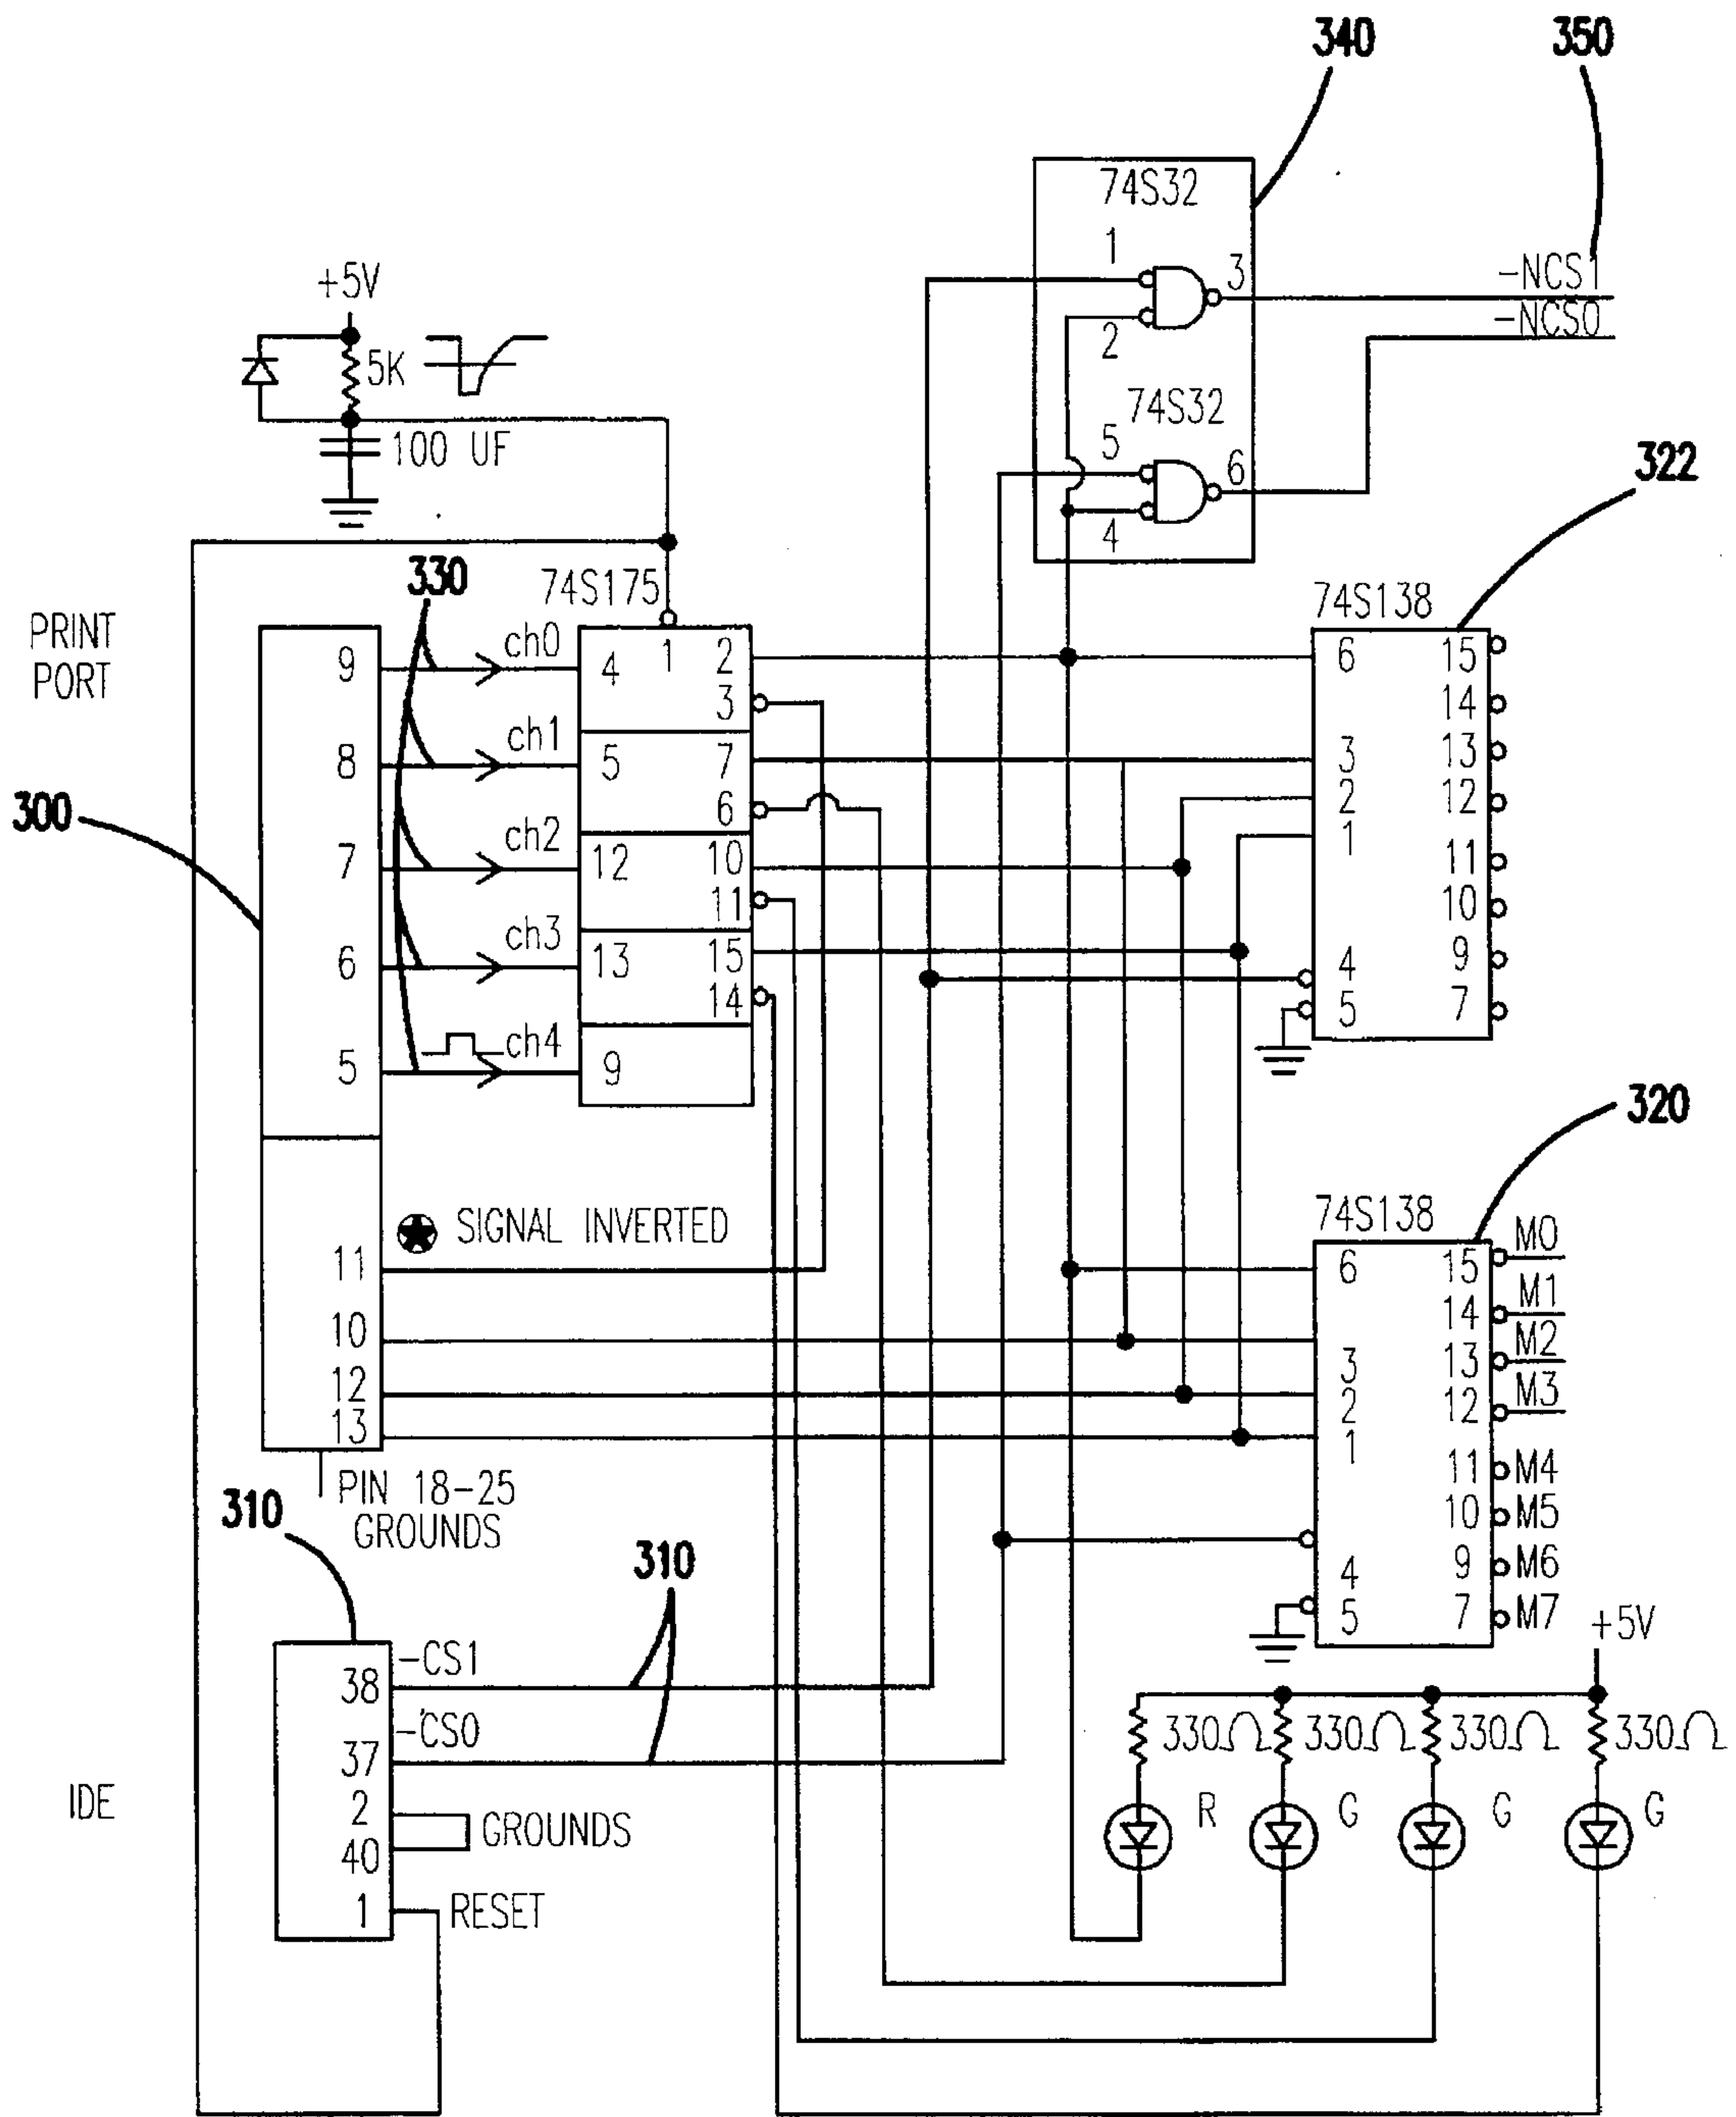 340
350
74S32
1
3
-NCS1
-NCS0
2
+5V
5K
74S32
5
6
4
100 UF
322
330
74S175
74S138
PRINT
PORT
9
ch0
4
1
2
3
6
15
14
8
ch1
5
7
6
3
13
2
12
300
7
ch2
12
10
11
1
11
10
6
ch3
13
15
14
4
9
5
7
5
ch4
9
320
74S138
SIGNAL INVERTED
11
6
15
M0
14
M1
10
3
13
M2
12
2
12
M3
13
1
11
M4
PIN 18-25
GROUNDS
10
M5
310
310
4
9
M6
5
7
M7
+5V
38
-CS1
37
-CS0
330Ω
330Ω
330Ω
330Ω
IDE
2
40
GROUNDS
R
G
G
G
1
RESET